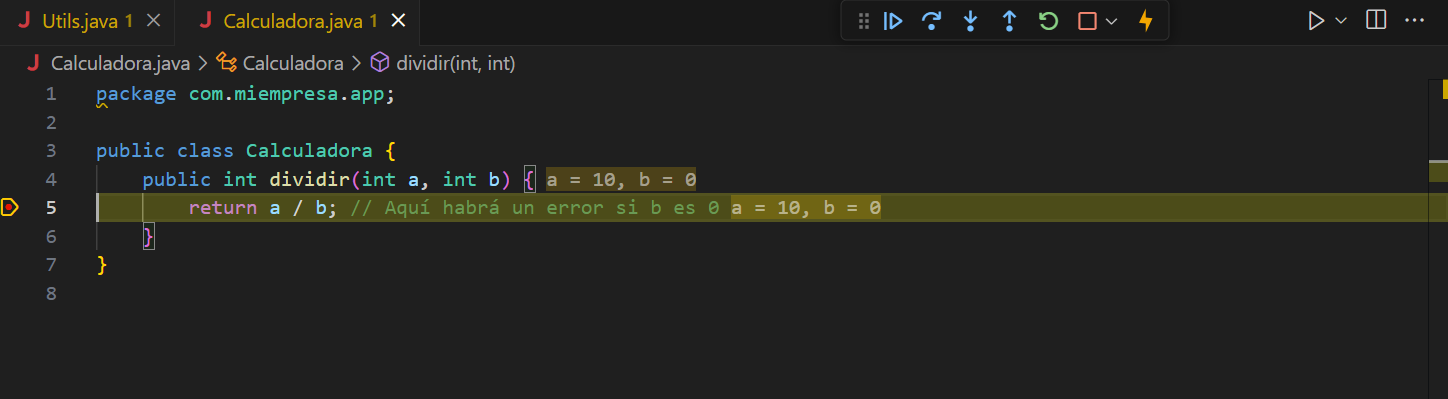 Utils.java 1
Calculadora.java 1
Calculadora.java > Calculadora > dividir(int, int)
1 package com.miempresa.app;
2
3 public class Calculadora {
4 public int dividir(int a, int b) { a = 10, b = 0
5 return a / b; // Aquí habrá un error si b es 0 a = 10, b = 0
6 }
7 }
8